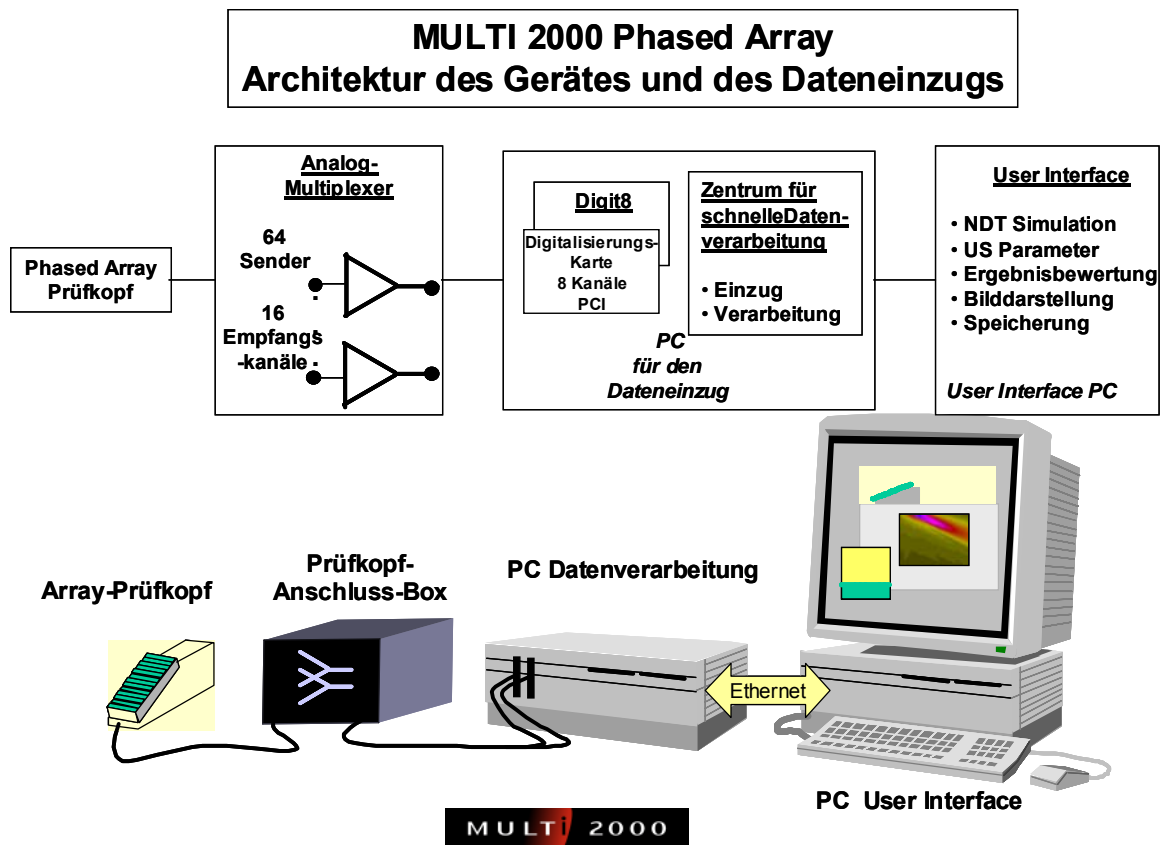 MULTI 2000 Phased Array
Architektur des Gerätes und des Dateneinzugs
Phased Array
Prüfkopf
Analog-
Multiplexer
64
Sender
16
Empfangs
-kanäle
Digit8
Digitalisierungs-
Karte
8 Kanäle
PCI
Zentrum für
schnelleDaten-
verarbeitung
• Einzug
• Verarbeitung
PC
für den
Dateneinzug
User Interface
• NDT Simulation
• US Parameter
• Ergebnisbewertung
• Bilddarstellung
• Speicherung
User Interface PC
Array-Prüfkopf
Prüfkopf-
Anschluss-Box
PC Datenverarbeitung
Ethernet
PC User Interface
MULTi 2000